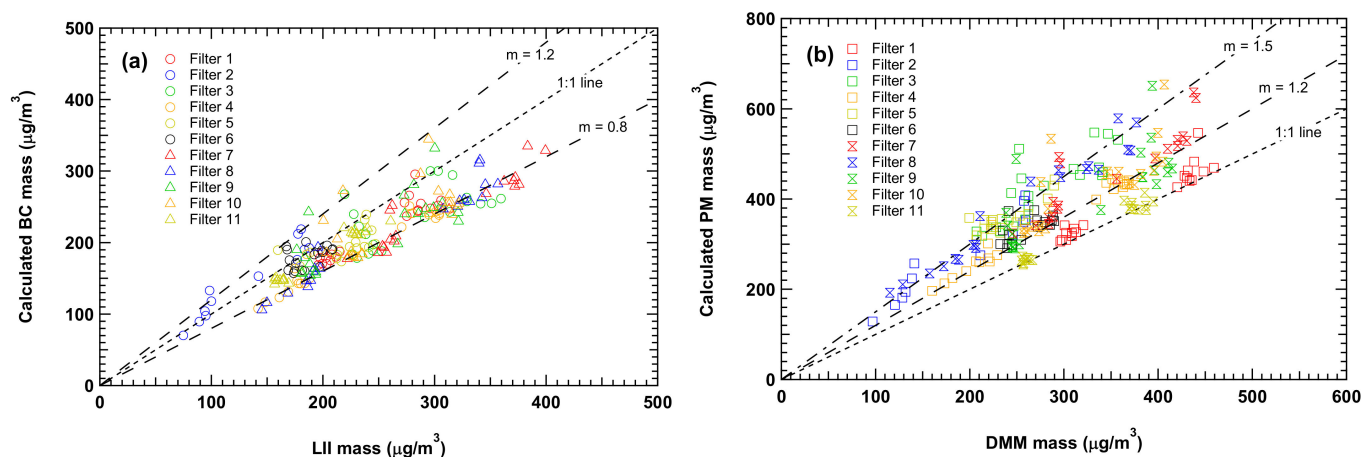 (a)
Filter 1
Filter 2
Filter 3
Filter 4
Filter 5
Filter 6
Filter 7
Filter 8
Filter 9
Filter 10
Filter 11
m = 1.2
1:1 line
m = 0.8
500
400
300
200
100
0
0 100 200 300 400 500
Calculated BC mass (μg/m³)
LII mass (μg/m³)
(b)
Filter 1
Filter 2
Filter 3
Filter 4
Filter 5
Filter 6
Filter 7
Filter 8
Filter 9
Filter 10
Filter 11
m = 1.5
m = 1.2
1:1 line
800
600
400
200
0
0 100 200 300 400 500 600
Calculated PM mass (μg/m³)
DMM mass (μg/m³)